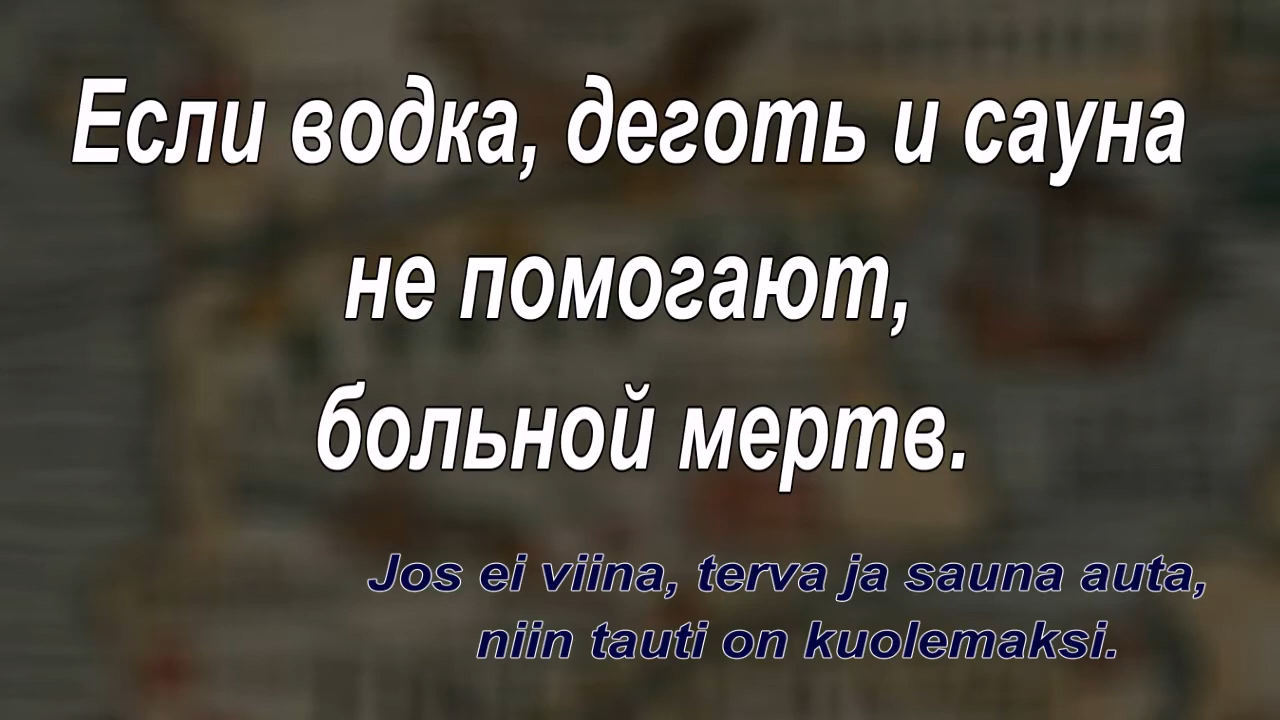 Если водка, деготь и сауна
не помогают,
больной мертв.
Jos ei viina, terva ja sauna auta,
niin tauti on kuolemaksi.